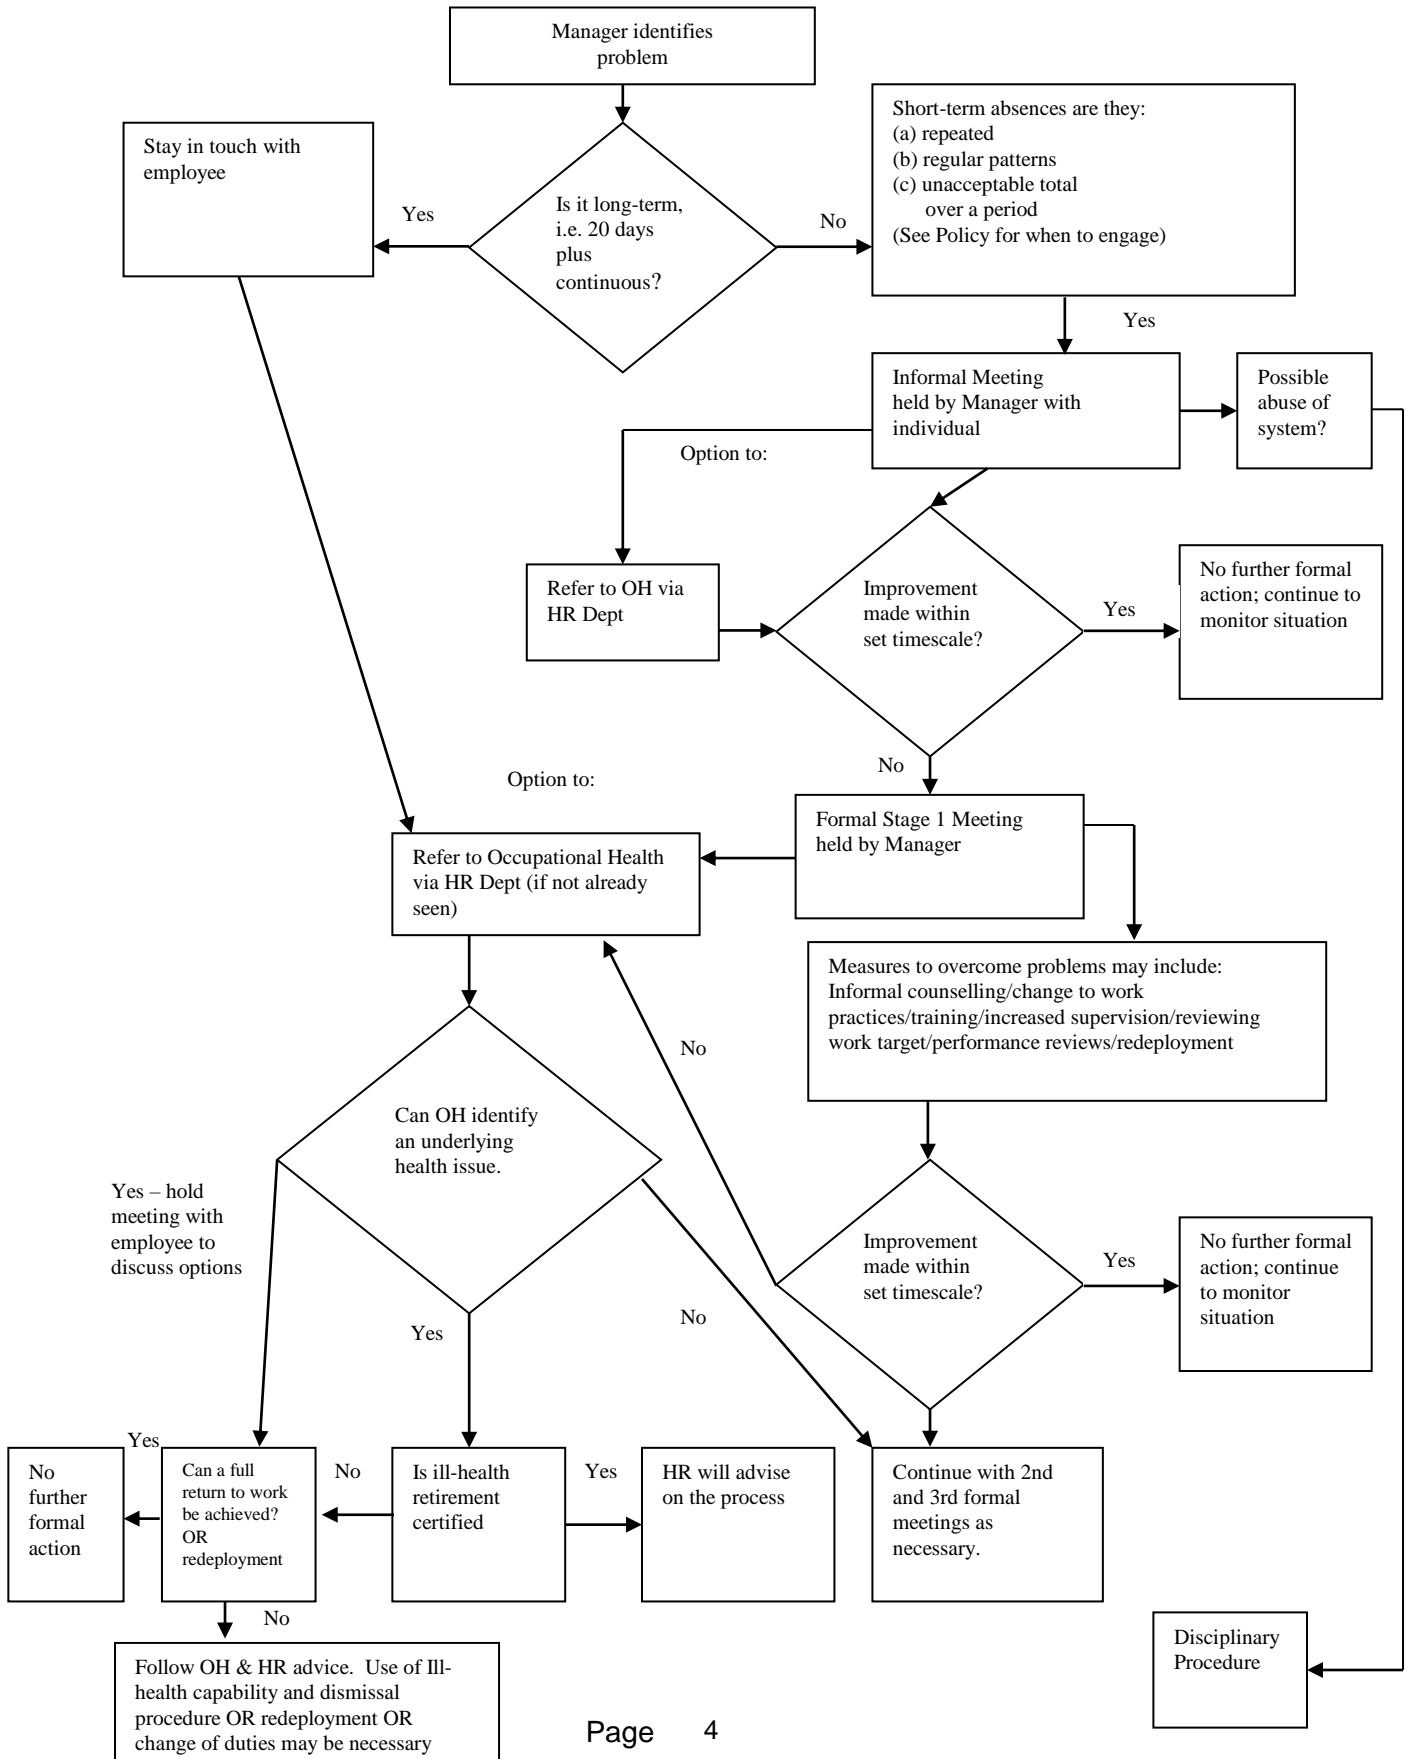 Manager identifies
problem
Stay in touch with
employee
Yes
Is it long-term,
i.e. 20 days
plus
continuous?
No
Short-term absences are they:
(a) repeated
(b) regular patterns
(c) unacceptable total
over a period
(See Policy for when to engage)
Yes
Informal Meeting
held by Manager with
individual
Possible
abuse of
system?
Option to:
Refer to OH via
HR Dept
Improvement
made within
set timescale?
Yes
No further formal
action; continue to
monitor situation
No
Option to:
Formal Stage 1 Meeting
held by Manager
Refer to Occupational Health
via HR Dept (if not already
seen)
Measures to overcome problems may include:
Informal counselling/change to work
practices/training/increased supervision/reviewing
work target/performance reviews/redeployment
No
Can OH identify
an underlying
health issue.
Yes – hold
meeting with
employee to
discuss options
Improvement
made within
set timescale?
Yes
No further formal
action; continue
to monitor
situation
Yes
No
Yes
No
further
formal
action
Can a full
return to work
be achieved?
OR
redeployment
No
Is ill-health
retirement
certified
Yes
HR will advise
on the process
Continue with 2nd
and 3rd formal
meetings as
necessary.
No
Disciplinary
Procedure
Follow OH & HR advice. Use of Ill-
health capability and dismissal
procedure OR redeployment OR
change of duties may be necessary
Page 4